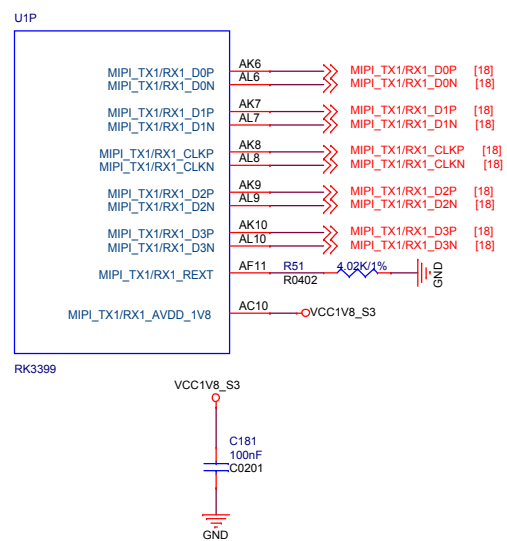 U1P
MIPI_TX1/RX1_D0P AK6 MIPI_TX1/RX1_D0P [18]
MIPI_TX1/RX1_D0N AL6 MIPI_TX1/RX1_D0N [18]
MIPI_TX1/RX1_D1P AK7 MIPI_TX1/RX1_D1P [18]
MIPI_TX1/RX1_D1N AL7 MIPI_TX1/RX1_D1N [18]
MIPI_TX1/RX1_CLKP AK8 MIPI_TX1/RX1_CLKP [18]
MIPI_TX1/RX1_CLKN AL8 MIPI_TX1/RX1_CLKN [18]
MIPI_TX1/RX1_D2P AK9 MIPI_TX1/RX1_D2P [18]
MIPI_TX1/RX1_D2N AL9 MIPI_TX1/RX1_D2N [18]
MIPI_TX1/RX1_D3P AK10 MIPI_TX1/RX1_D3P [18]
MIPI_TX1/RX1_D3N AL10 MIPI_TX1/RX1_D3N [18]
MIPI_TX1/RX1_REXT AF11 R51 4.02K/1% GND
R0402
MIPI_TX1/RX1_AVDD_1V8 AC10 VCC1V8_S3
RK3399
VCC1V8_S3
C181
100nF
C0201
GND